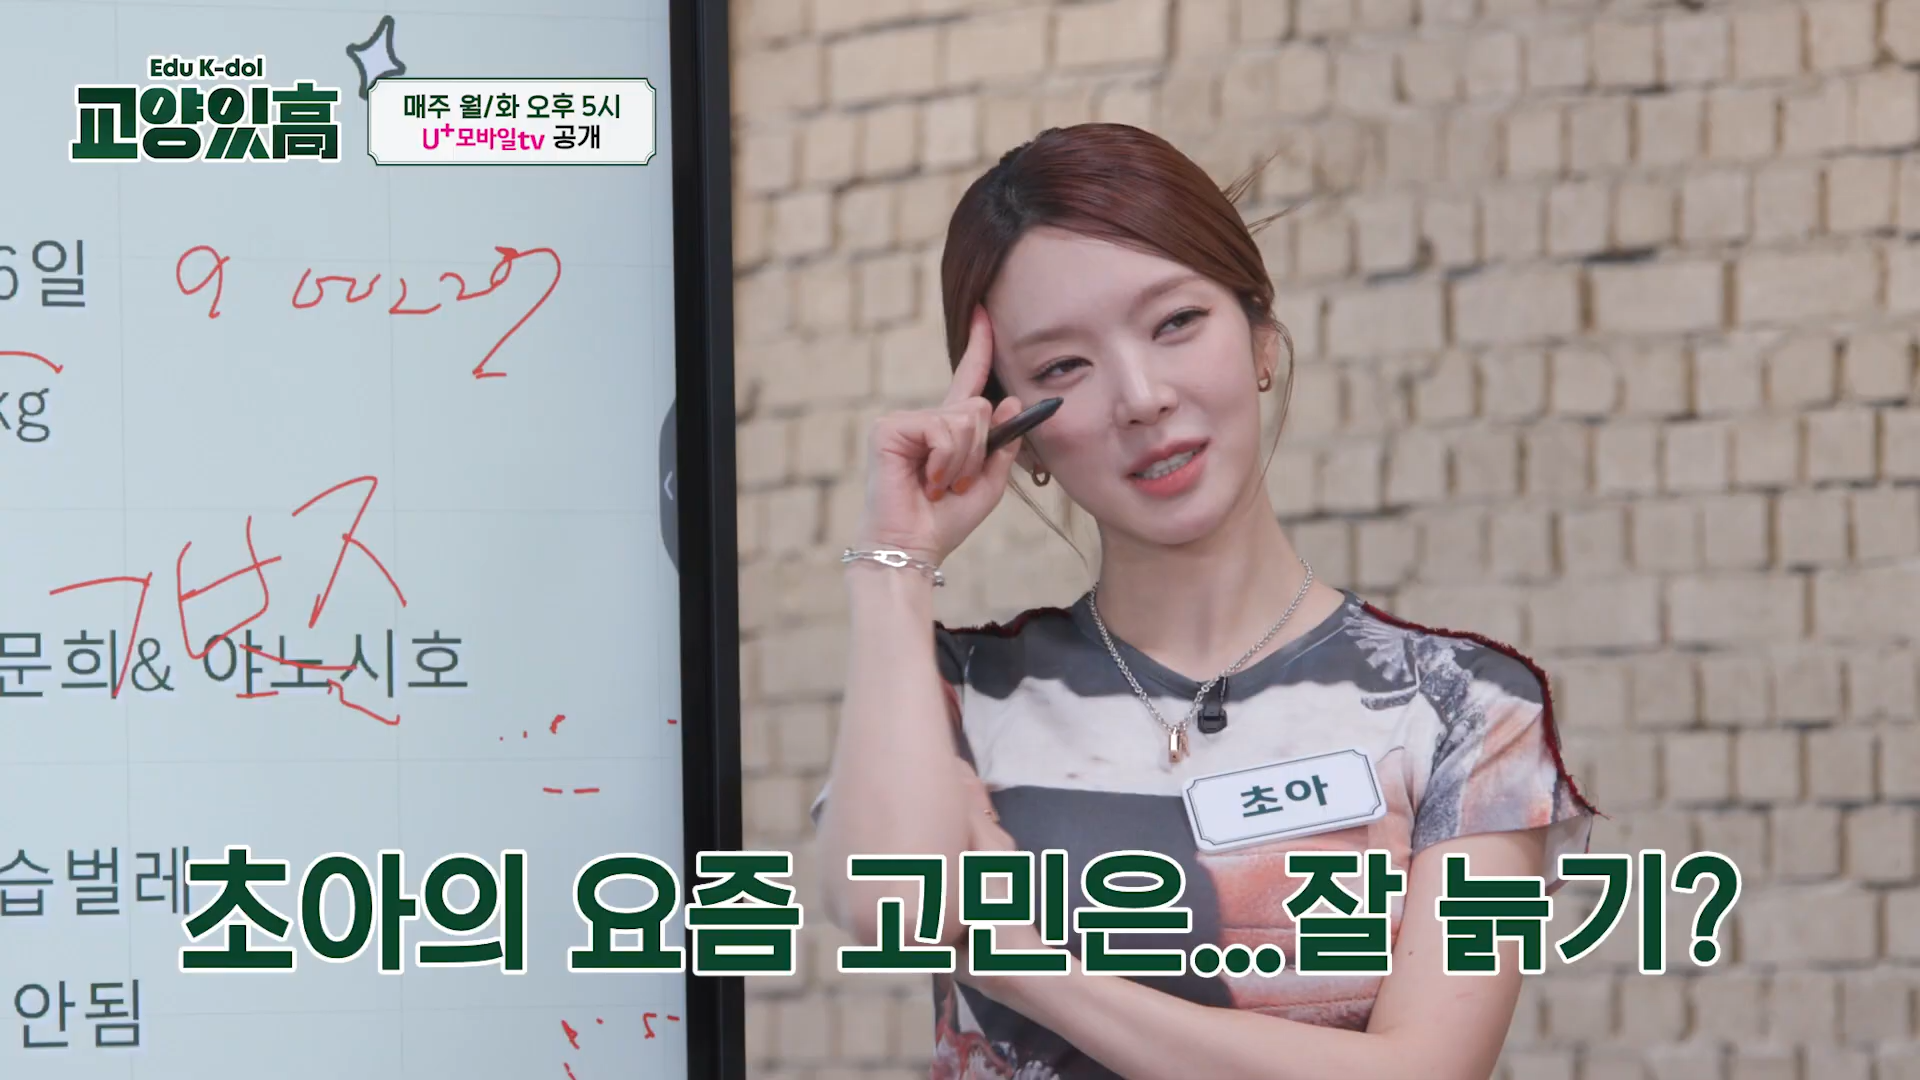 Edu K-dol
교양있高
매주 월/화 오후 5시
U+모바일tv 공개
6일
kg
문희& 야노시호
습벌레
안됨
초아
초아의 요즘 고민은...잘 늙기?